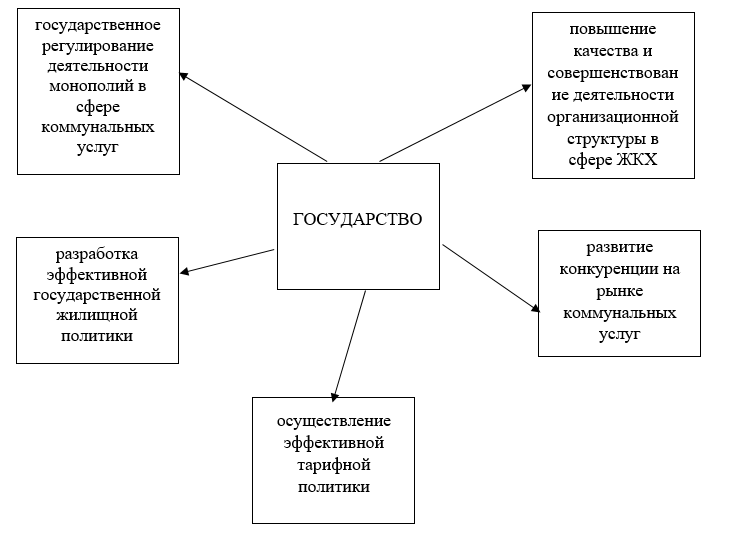 государственное
регулирование
деятельности
монополий в
сфере
коммунальных
услуг
повышение
качества и
совершенствован
ие деятельности
организационной
структуры в
сфере ЖКХ
ГОСУДАРСТВО
разработка
эффективной
государственной
жилищной
политики
развитие
конкуренции на
рынке
коммунальных
услуг
осуществление
эффективной
тарифной
политики